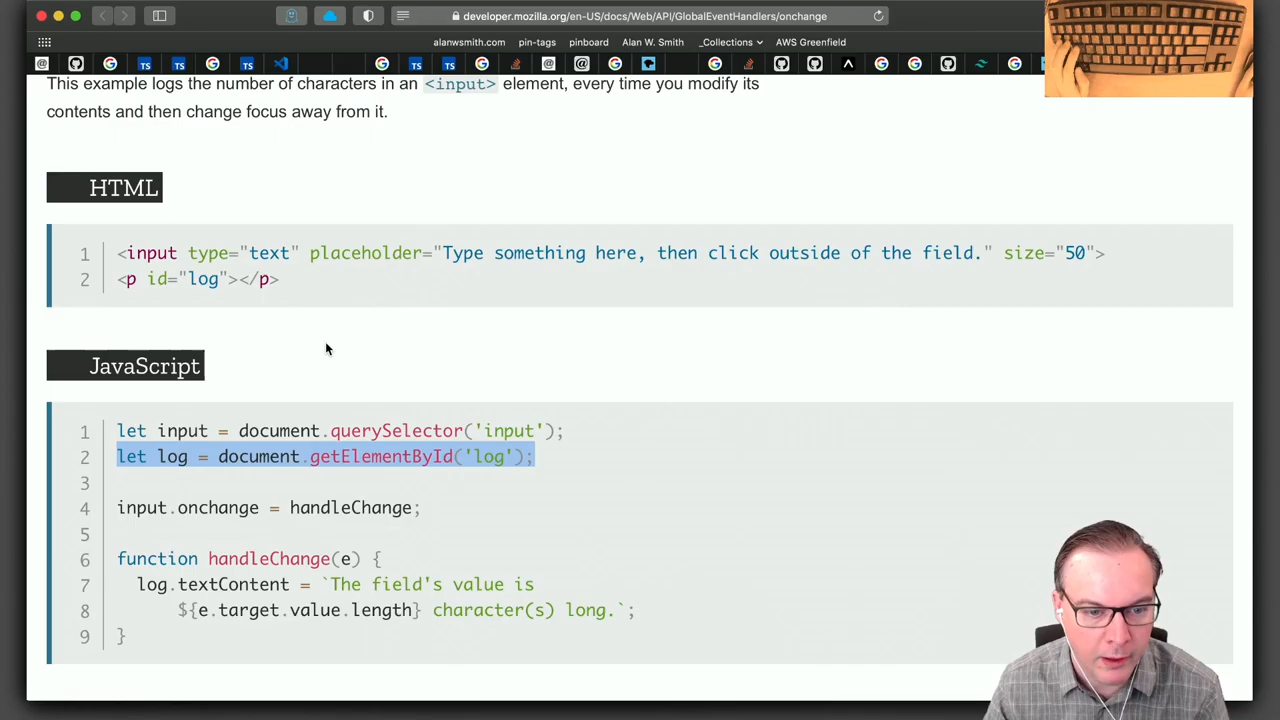 developer.mozilla.org/en-US/docs/Web/API/GlobalEventHandlers/onchange
alanwsmith.com pin-tags pinboard Alan W. Smith _Collections AWS Greenfield
This example logs the number of characters in an <input> element, every time you modify its
contents and then change focus away from it.
HTML
1 <input type="text" placeholder="Type something here, then click outside of the field." size="50">
2 <p id="log"></p>
JavaScript
1 let input = document.querySelector('input');
2 let log = document.getElementById('log');
3
4 input.onchange = handleChange;
5
6 function handleChange(e) {
7 log.textContent = `The field's value is
8 ${e.target.value.length} character(s) long.`;
9 }